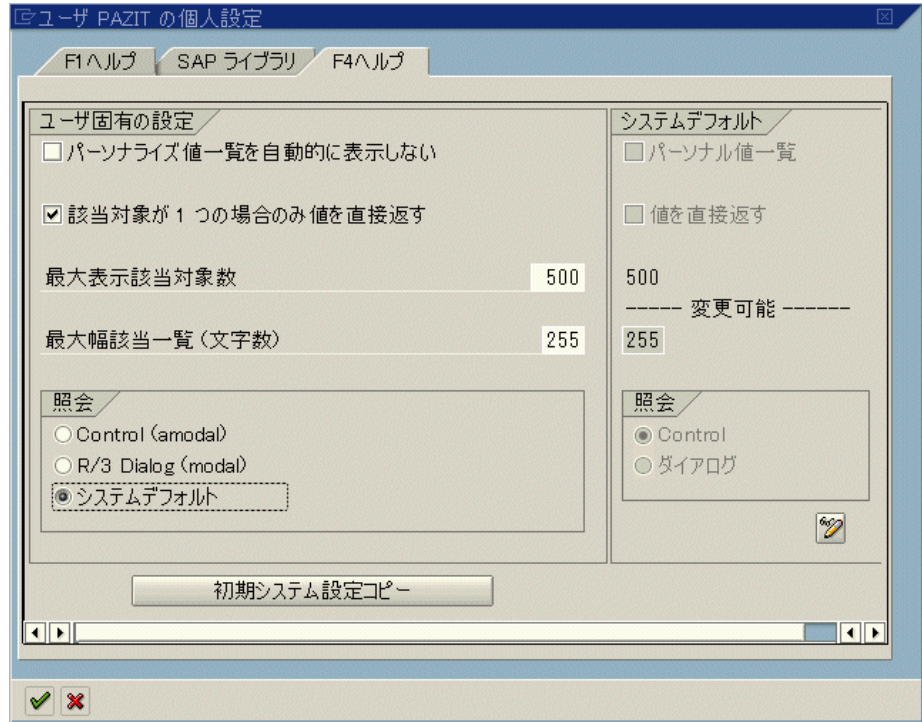 ユーザ PAZIT の個人設定
F1ヘルプ SAP ライブラリ F4ヘルプ
ユーザ固有の設定
パーソナライズ値一覧を自動的に表示しない
該当対象が 1 つの場合のみ値を直接返す
最大表示該当対象数 500
最大幅該当一覧 (文字数) 255
照会
Control (amodal)
R/3 Dialog (modal)
システムデフォルト
システムデフォルト
パーソナル値一覧
値を直接返す
500
----- 変更可能 ------
255
照会
Control
ダイアログ
初期システム設定コピー